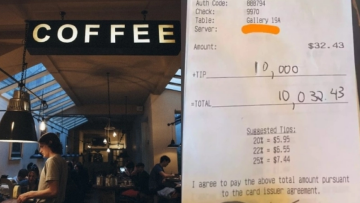 COFFEE
Auth Code: 888794
Check: 9970
Table: Gallery 19A
Server:
Amount: $32.43
+TIP 10,000
=TOTAL 10,032.43
Suggested Tips:
20% = $5.95
22% = $6.55
25% = $7.44
I agree to pay the above total amount pursuant
to the card issuer agreement.